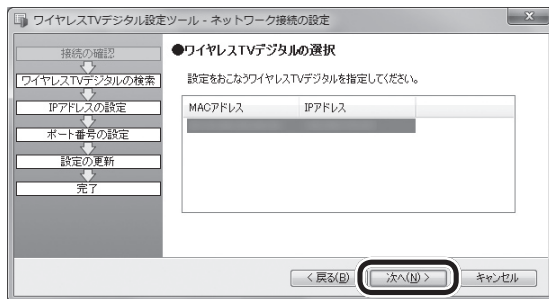 ワイヤレスTVデジタル設定ツール - ネットワーク接続の設定
接続の確認
ワイヤレスTVデジタルの検索
IPアドレスの設定
ポート番号の設定
設定の更新
完了
●ワイヤレスTVデジタルの選択
設定をおこなうワイヤレスTVデジタルを指定してください。
MACアドレス IPアドレス
< 戻る(B) 次へ(N) > キャンセル